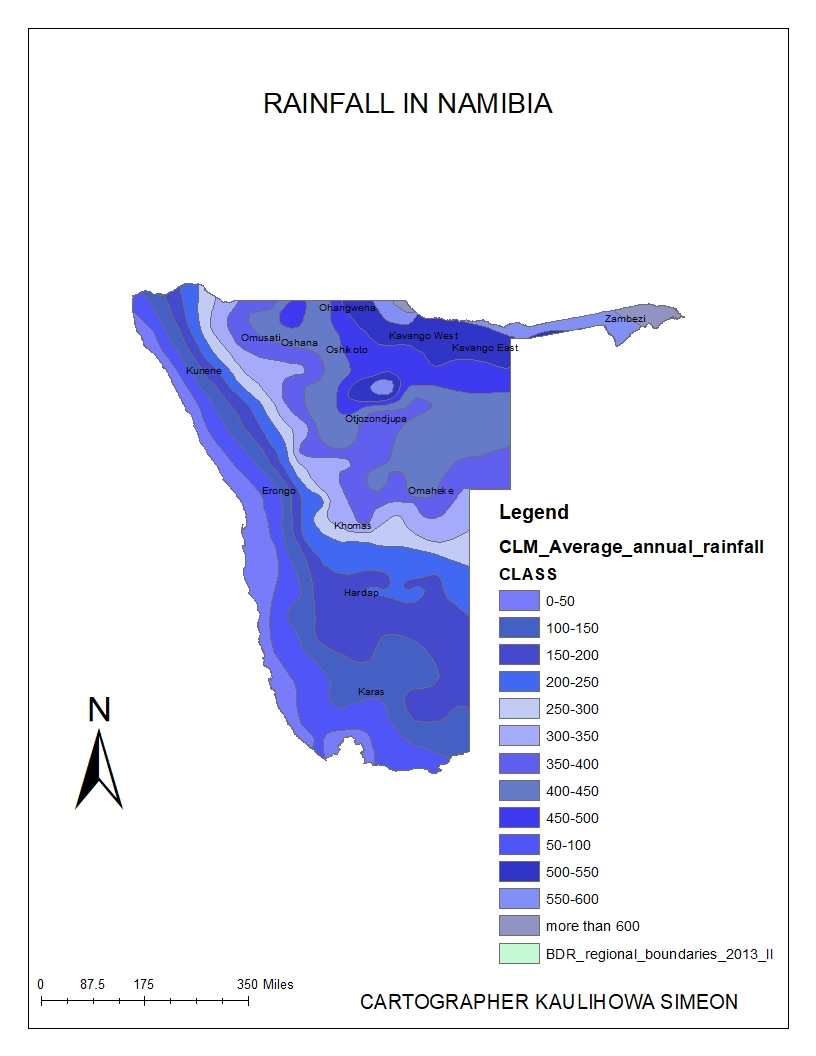 RAINFALL IN NAMIBIA
Ohangwena
Omusati
Oshana
Oshikoto
Kavango West
Kavango East
Zambezi
Kunene
Otjozondjupa
Erongo
Omaheke
Khomas
Hardap
Karas
Legend
CLM_Average_annual_rainfall
CLASS
0-50
100-150
150-200
200-250
250-300
300-350
350-400
400-450
450-500
50-100
500-550
550-600
more than 600
BDR_regional_boundaries_2013_II
N
0 87.5 175 350 Miles
CARTOGRAPHER KAULIHOWA SIMEON